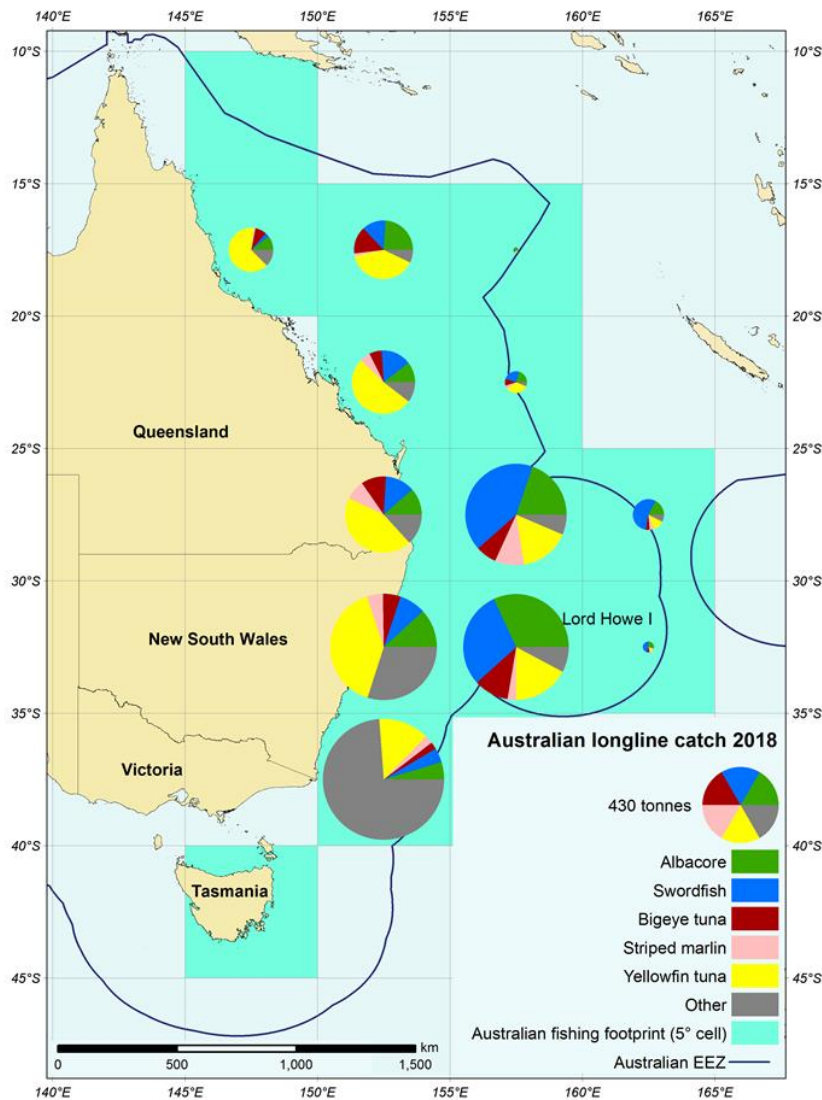 140°E 145°E 150°E 155°E 160°E 165°E
10°S 10°S
15°S 15°S
20°S 20°S
25°S 25°S
Queensland
30°S 30°S
Lord Howe I
New South Wales
35°S 35°S
Australian longline catch 2018
Victoria
430 tonnes
40°S 40°S
Albacore
Swordfish
Tasmania
Bigeye tuna
Striped marlin
45°S 45°S
Yellowfin tuna
Other
Australian fishing footprint (5° cell)
km
0 500 1,000 1,500
Australian EEZ
140°E 145°E 150°E 155°E 160°E 165°E